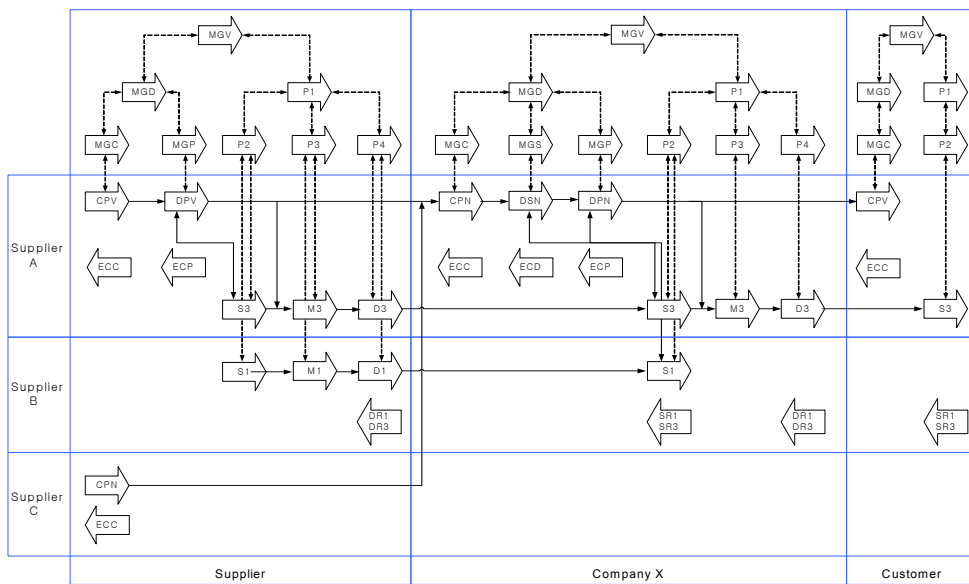 MGV MGV MGV
MGD P1 MGD P1 MGD P1
MGC MGP P2 P3 P4 MGC MGS MGP P2 P3 P4 MGC P2
Supplier
A
CPV DPV CPN DSN DPN CPV
ECC ECP ECC ECD ECP ECC
S3 M3 D3 S3 M3 D3 S3
Supplier
B
S1 M1 D1 S1
DR1 SR1 DR1 SR1
DR3 SR3 DR3 SR3
Supplier
C
CPN
ECC
Supplier Company X Customer